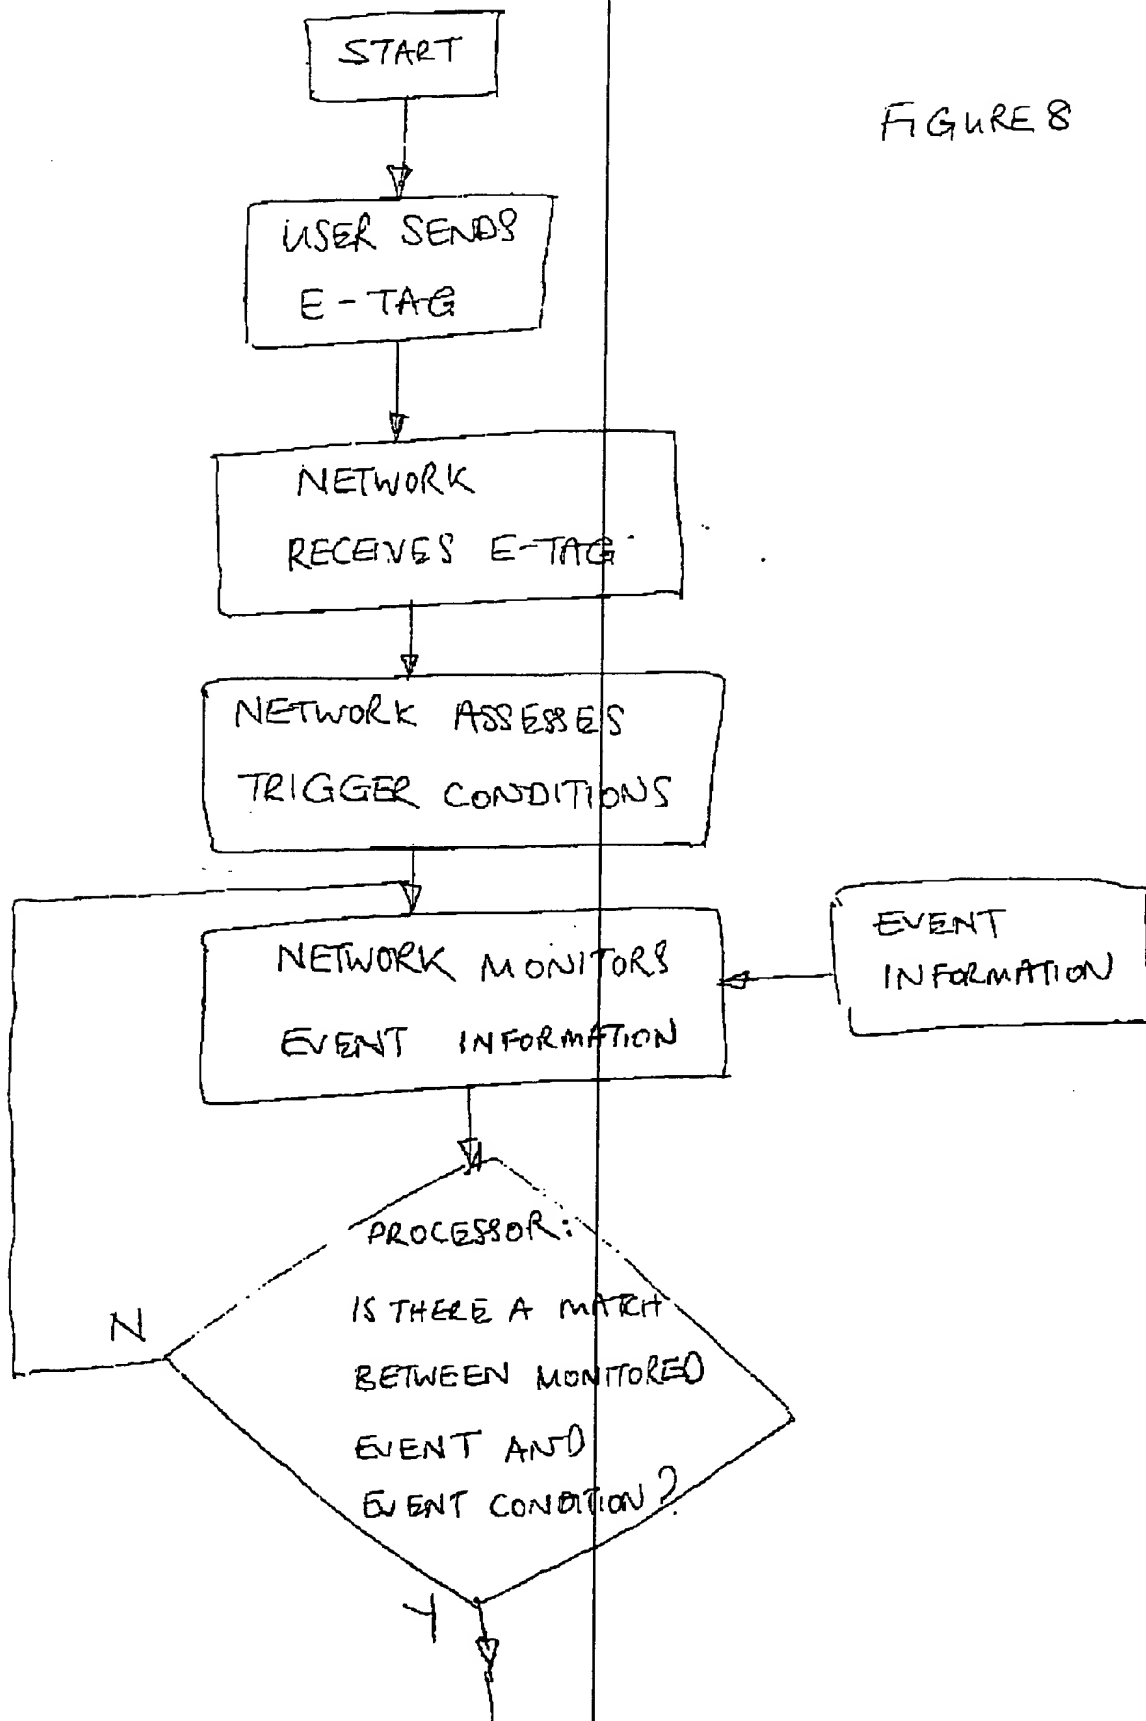 START
FIGURE 8
USER SENDS
E-TAG
NETWORK
RECEIVES E-TAG
NETWORK ASSESSES
TRIGGER CONDITIONS
NETWORK MONITORS
EVENT INFORMATION
EVENT
INFORMATION
PROCESSOR:
IS THERE A MATCH
BETWEEN MONITORED
EVENT AND
EVENT CONDITION?
N
Y